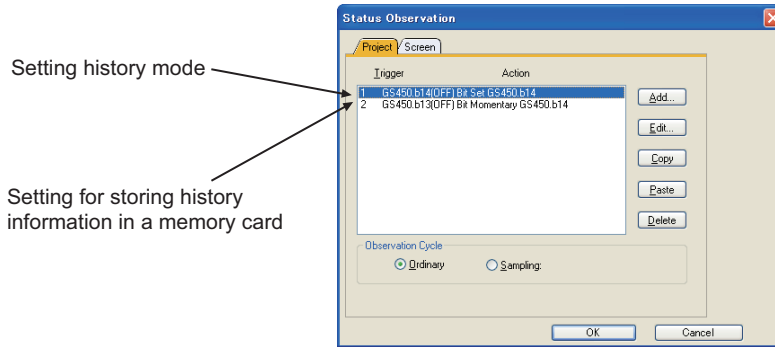 Status Observation
Project Screen
Setting history mode
Trigger Action
1 GS450.b14(OFF) Bit Set GS450.b14
2 GS450.b13(OFF) Bit Momentary GS450.b14
Add...
Edit...
Copy
Paste
Delete
Setting for storing history
information in a memory card
Observation Cycle
Ordinary Sampling:
OK Cancel